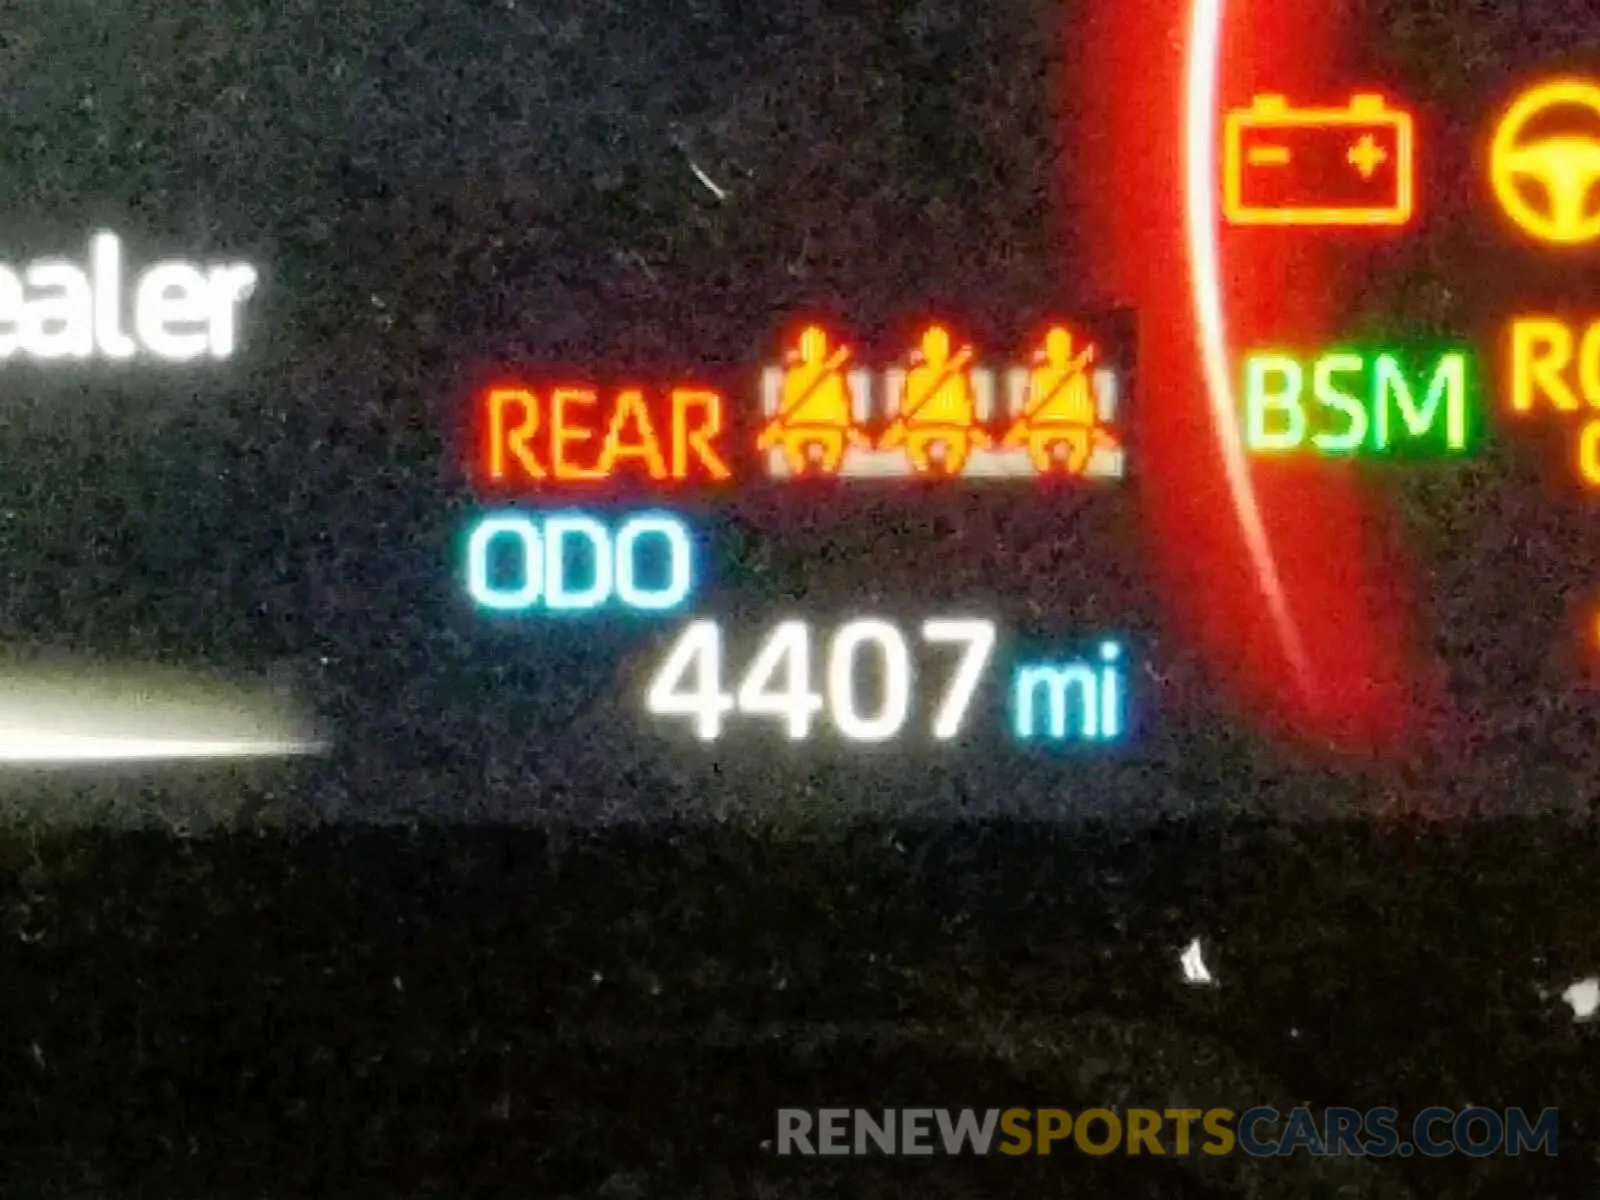 ealer
REAR
BSM
ODO
4407 mi
RENEWSPORTSCARS.COM